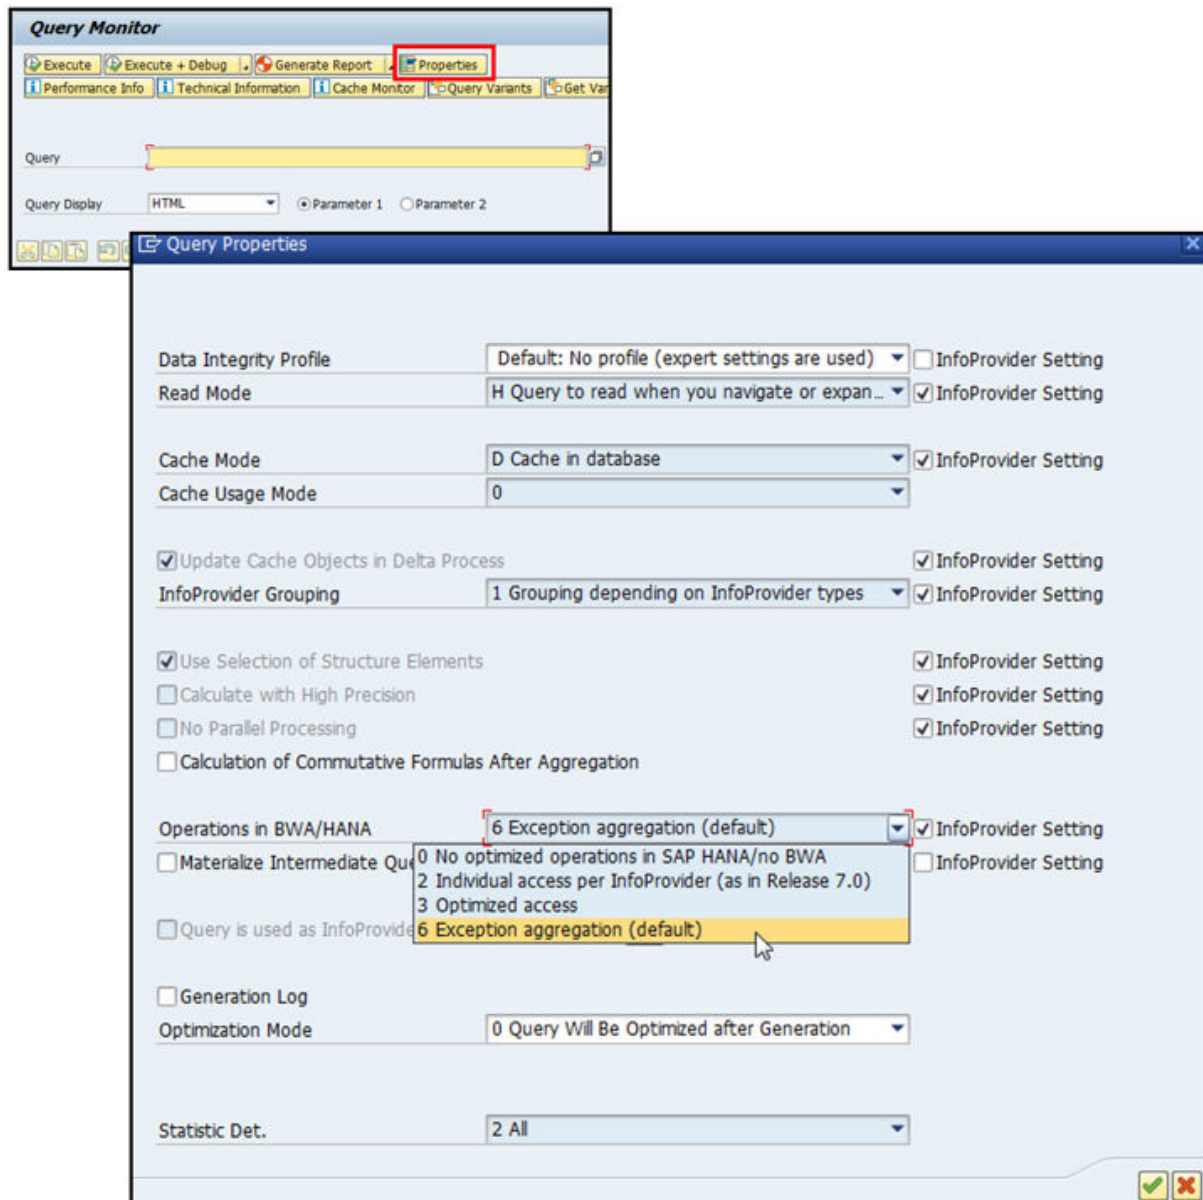 Query Monitor
Execute Execute + Debug Generate Report Properties
Performance Info Technical Information Cache Monitor Query Variants Get Var
Query
Query Display HTML Parameter 1 Parameter 2
Query Properties
Data Integrity Profile Default: No profile (expert settings are used) InfoProvider Setting
Read Mode H Query to read when you navigate or expan... InfoProvider Setting
Cache Mode D Cache in database InfoProvider Setting
Cache Usage Mode 0
Update Cache Objects in Delta Process InfoProvider Setting
InfoProvider Grouping 1 Grouping depending on InfoProvider types InfoProvider Setting
Use Selection of Structure Elements InfoProvider Setting
Calculate with High Precision InfoProvider Setting
No Parallel Processing InfoProvider Setting
Calculation of Commutative Formulas After Aggregation
Operations in BWA/HANA 6 Exception aggregation (default) InfoProvider Setting
Materialize Intermediate Que InfoProvider Setting
0 No optimized operations in SAP HANA/no BWA
2 Individual access per InfoProvider (as in Release 7.0)
3 Optimized access
6 Exception aggregation (default)
Query is used as InfoProvide
Generation Log
Optimization Mode 0 Query Will Be Optimized after Generation
Statistic Det. 2 All